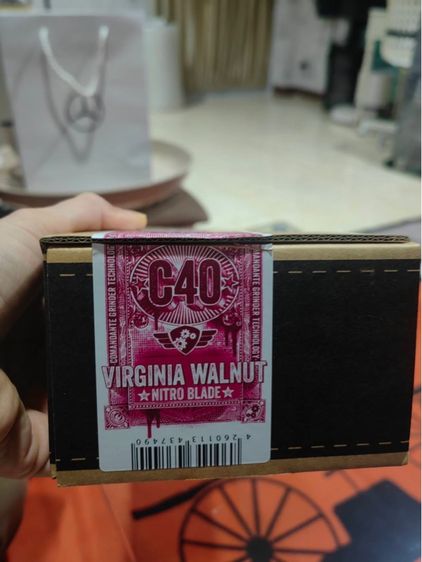 C40
COMANDANTE GRINDER TECHNOLOGY
COMANDANTE GRINDER TECHNOLOGY
VIRGINIA WALNUT
★ NITRO BLADE ★
4 260113 437490